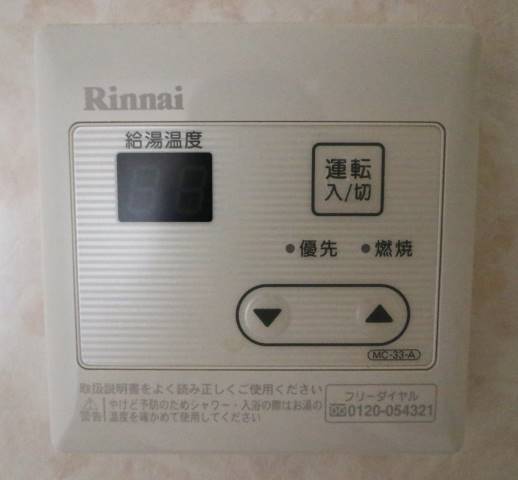 Rinnai
給湯温度
運転
入/切
優先
燃焼
MC-33-A
取扱説明書をよく読み正しくご使用ください
警告
やけど予防のためシャワー・入浴の際はお湯の
温度を確かめて使用してください
フリーダイヤル
0120-054321